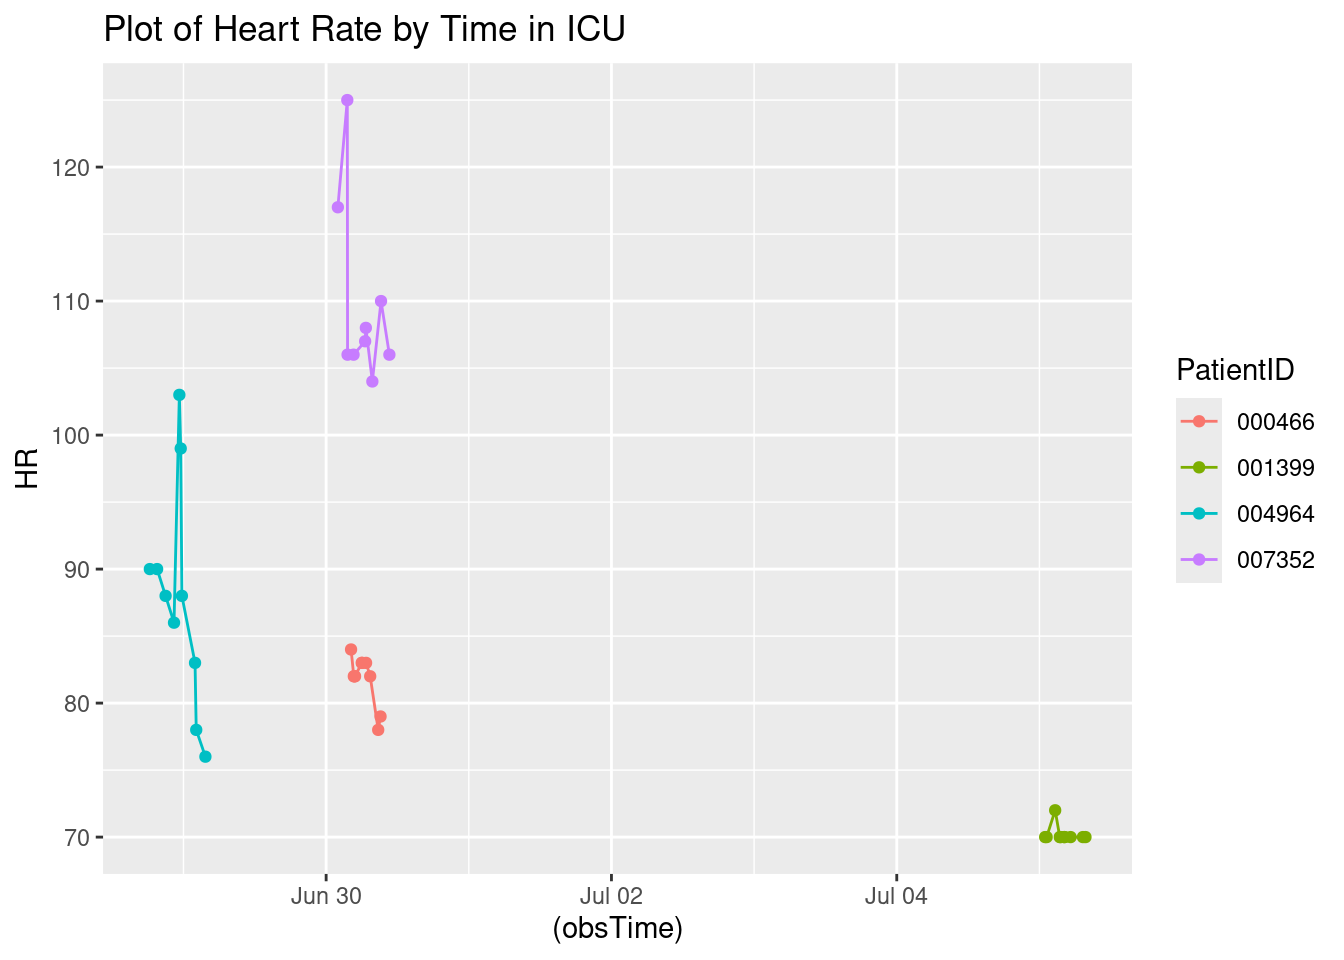 Plot of Heart Rate by Time in ICU
120
110
100
90
80
70
HR
Jun 30
Jul 02
Jul 04
(obsTime)
PatientID
000466
001399
004964
007352